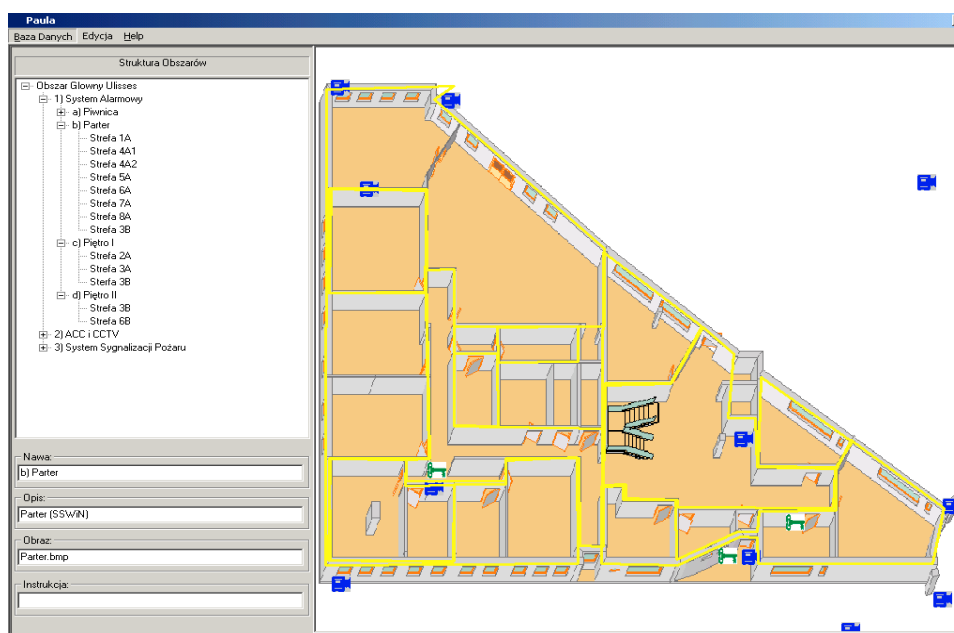 Paula
Baza Danych Edycja Help
Struktura Obszarów
Obszar Glowny Ulisses
1) System Alarmowy
a) Piwnica
b) Parter
Strefa 1A
Strefa 4A1
Strefa 4A2
Strefa 5A
Strefa 6A
Strefa 7A
Strefa 8A
Strefa 3B
c) Piętro I
Strefa 2A
Strefa 3A
Strefa 3B
d) Piętro II
Strefa 3B
Strefa 6B
2) ACC i CCTV
3) System Sygnalizacji Pożaru
Nawa:
b) Parter
Opis:
Parter (SSWiN)
Obraz:
Parter.bmp
Instrukcja: